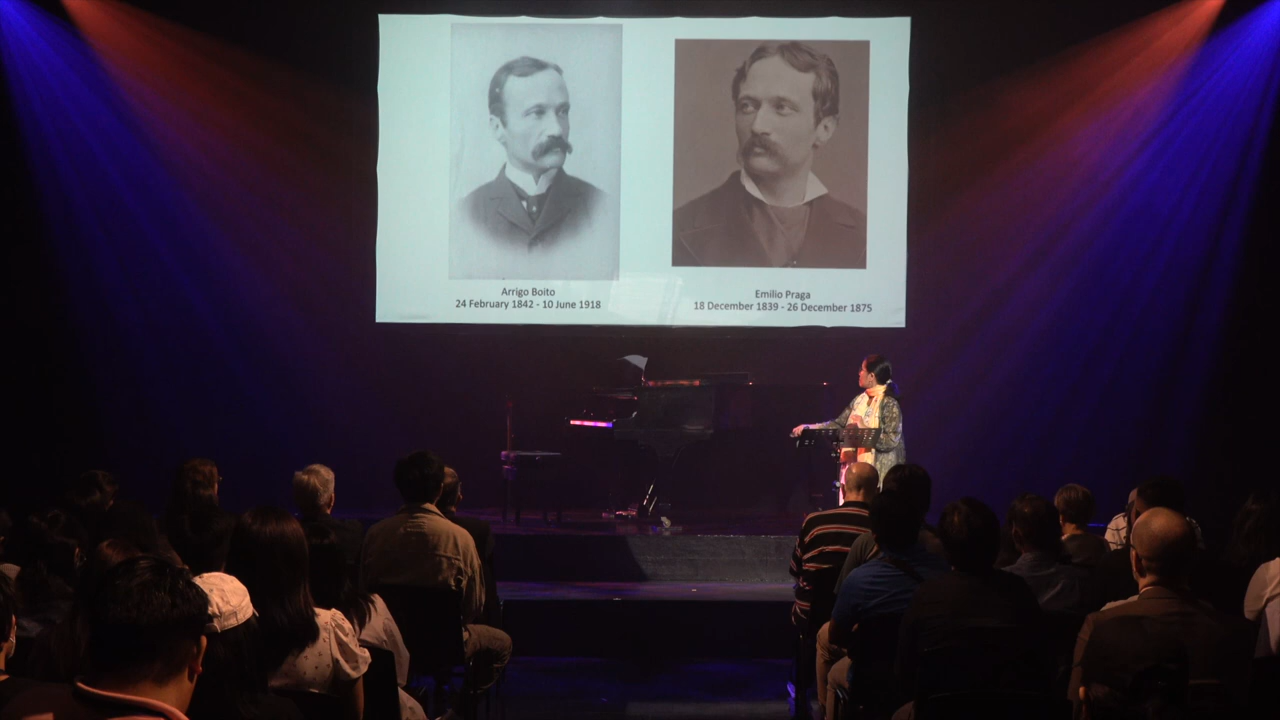 Arrigo Boito
24 February 1842 - 10 June 1918
Emilio Praga
18 December 1839 - 26 December 1875